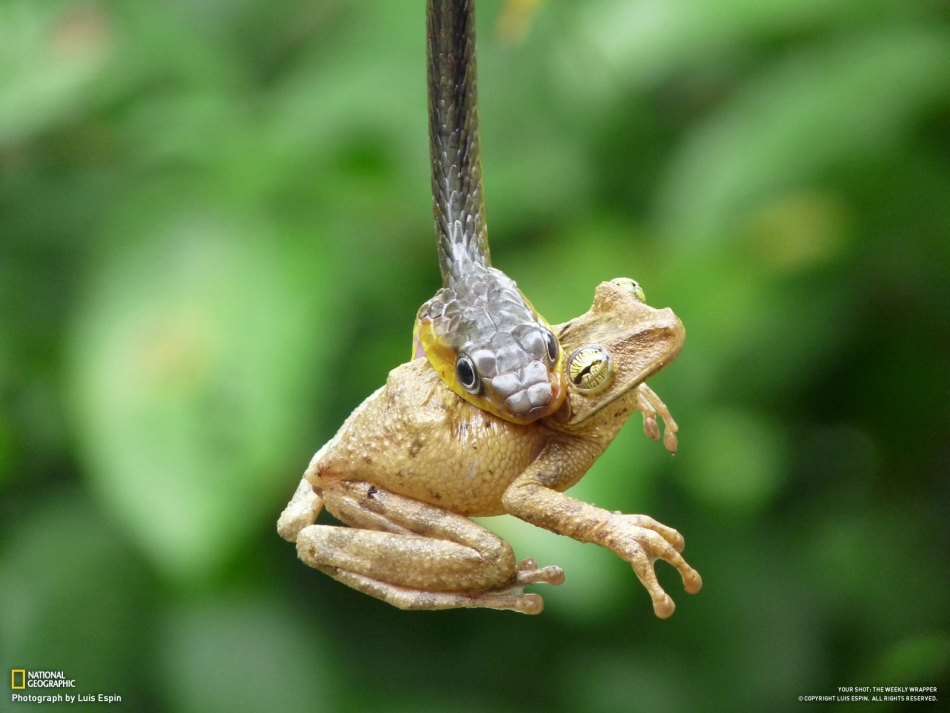 NATIONAL
GEOGRAPHIC
Photograph by Luis Espin
YOUR SHOT: THE WEEKLY WRAPPER
© COPYRIGHT LUIS ESPIN. ALL RIGHTS RESERVED.